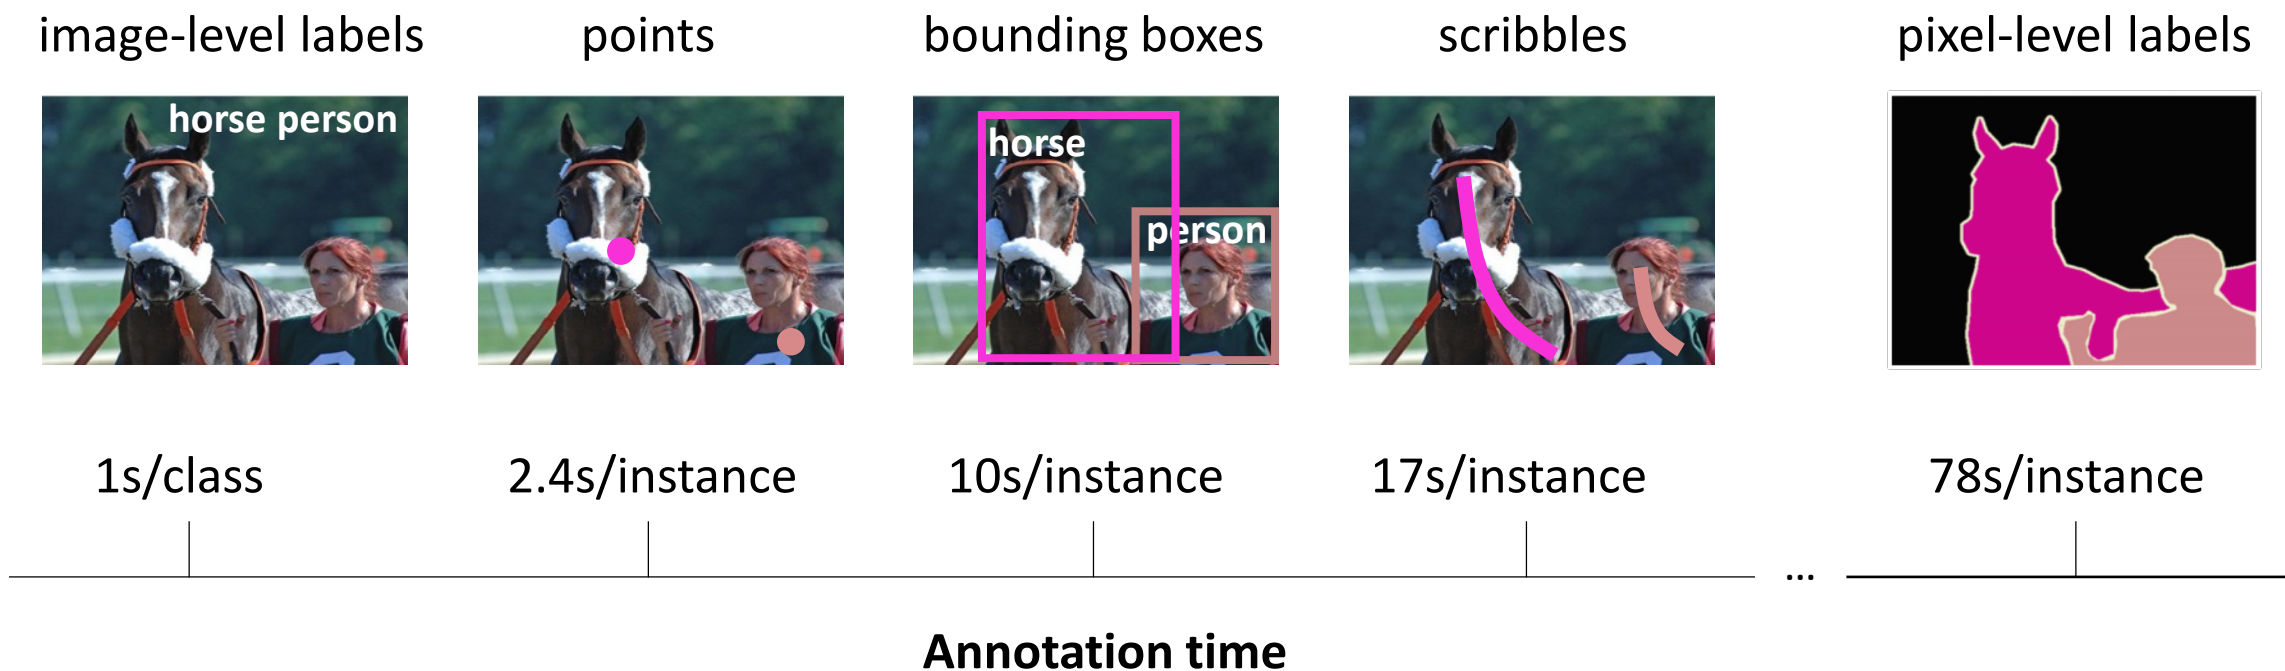 image-level labels
points
bounding boxes
scribbles
pixel-level labels
horse person
horse
person
1s/class
2.4s/instance
10s/instance
17s/instance
78s/instance
...
Annotation time